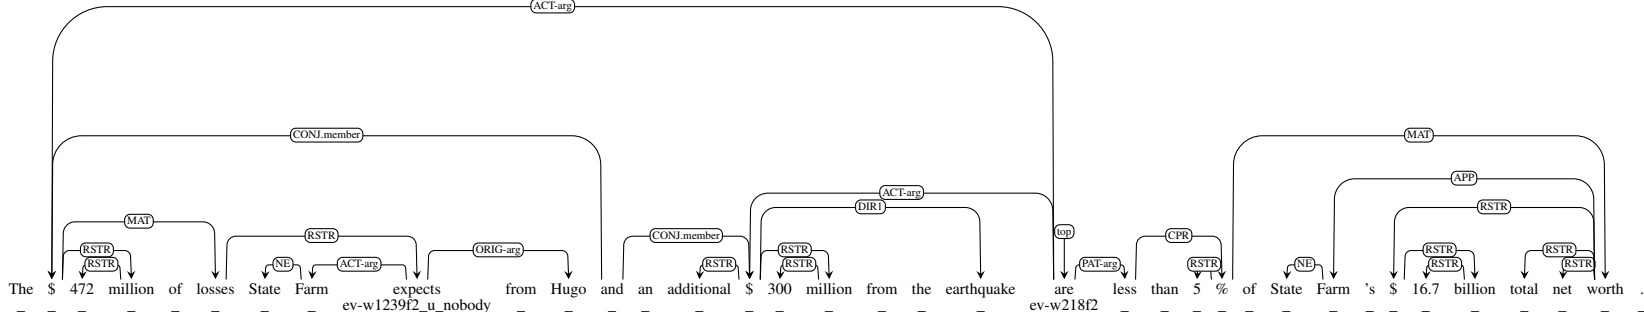 ACT-arg
CONJ.member MAT
APP
ACT-arg
DIR1 RSTR
MAT
top
RSTR CONJ.member CPR
RSTR ORIG-arg RSTR RSTR RSTR
RSTR NE ACT-arg RSTR RSTR PAT-arg RSTR NE RSTR RSTR
The $ 472 million of losses State Farm expects from Hugo and an additional $ 300 million from the earthquake are less than 5 % of State Farm 's $ 16.7 billion total net worth .
_ _ _ _ _ _ _ _ ev-w1239f2_u_nobody _ _ _ _ _ _ _ _ _ _ _ ev-w218f2 _ _ _ _ _ _ _ _ _ _ _ _ _ _ _